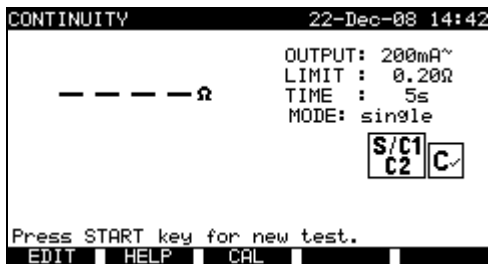 CONTINUITY 22-Dec-08 14:42
OUTPUT: 200mA~
LIMIT : 0.20Ω
TIME : 5s
MODE: single
– – – – Ω
S/C1
C2
C✓
Press START key for new test.
EDIT HELP CAL